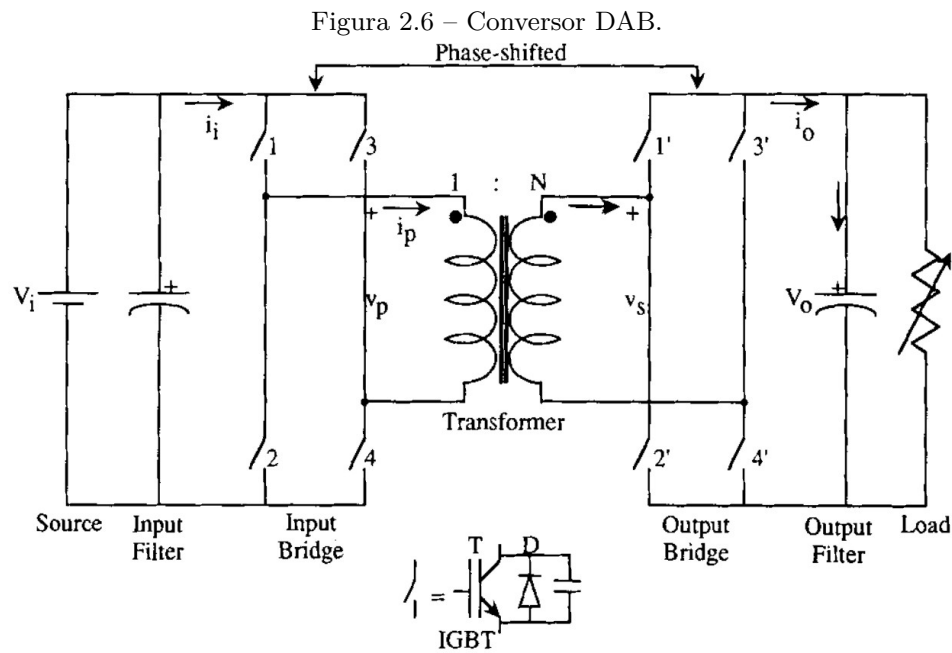 Figura 2.6 – Conversor DAB.
Phase-shifted
i_i
i_o
1
3
1'
3'
1 : N
+
i_p
+
V_i
+
v_p
v_s
V_o
+
Transformer
2
4
2'
4'
Source
Input Filter
Input Bridge
Output Bridge
Output Filter
Load
T D
=
IGBT